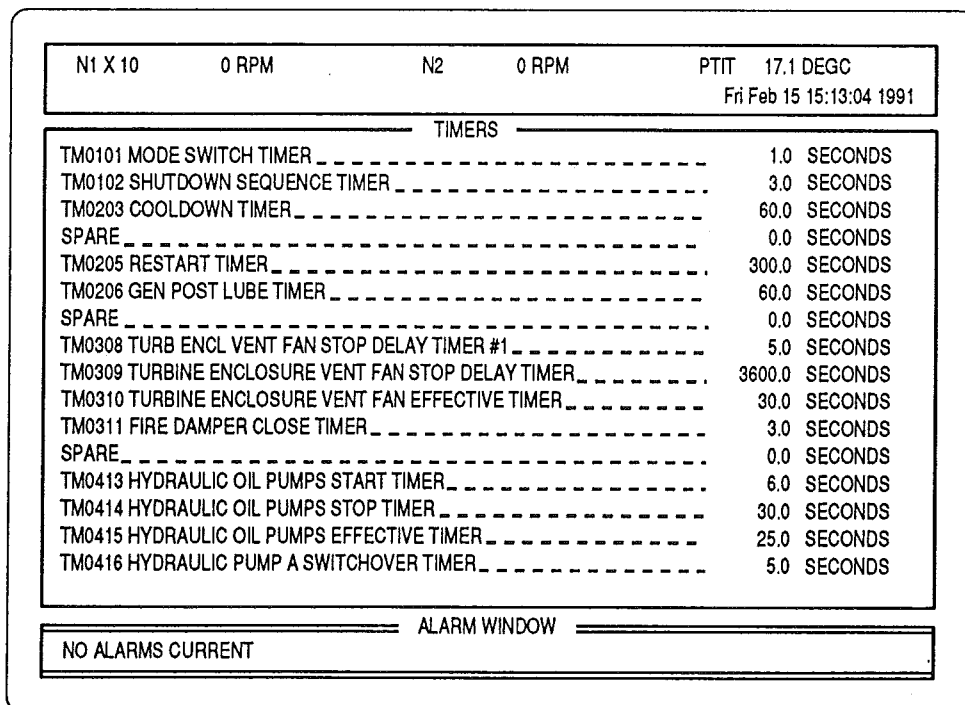 N1 X 10 0 RPM N2 0 RPM PTIT 17.1 DEGC
Fri Feb 15 15:13:04 1991
TIMERS
TM0101 MODE SWITCH TIMER 1.0 SECONDS
TM0102 SHUTDOWN SEQUENCE TIMER 3.0 SECONDS
TM0203 COOLDOWN TIMER 60.0 SECONDS
SPARE 0.0 SECONDS
TM0205 RESTART TIMER 300.0 SECONDS
TM0206 GEN POST LUBE TIMER 60.0 SECONDS
SPARE 0.0 SECONDS
TM0308 TURB ENCL VENT FAN STOP DELAY TIMER #1 5.0 SECONDS
TM0309 TURBINE ENCLOSURE VENT FAN STOP DELAY TIMER 3600.0 SECONDS
TM0310 TURBINE ENCLOSURE VENT FAN EFFECTIVE TIMER 30.0 SECONDS
TM0311 FIRE DAMPER CLOSE TIMER 3.0 SECONDS
SPARE 0.0 SECONDS
TM0413 HYDRAULIC OIL PUMPS START TIMER 6.0 SECONDS
TM0414 HYDRAULIC OIL PUMPS STOP TIMER 30.0 SECONDS
TM0415 HYDRAULIC OIL PUMPS EFFECTIVE TIMER 25.0 SECONDS
TM0416 HYDRAULIC PUMP A SWITCHOVER TIMER 5.0 SECONDS
ALARM WINDOW
NO ALARMS CURRENT